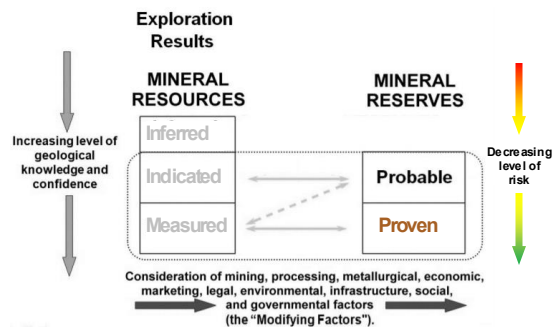 Exploration
Results
MINERAL
RESOURCES
MINERAL
RESERVES
Increasing level of
geological
knowledge and
confidence
Inferred
Indicated
Measured
Probable
Proven
Decreasing
level of
risk
Consideration of mining, processing, metallurgical, economic,
marketing, legal, environmental, infrastructure, social,
and governmental factors
(the “Modifying Factors").